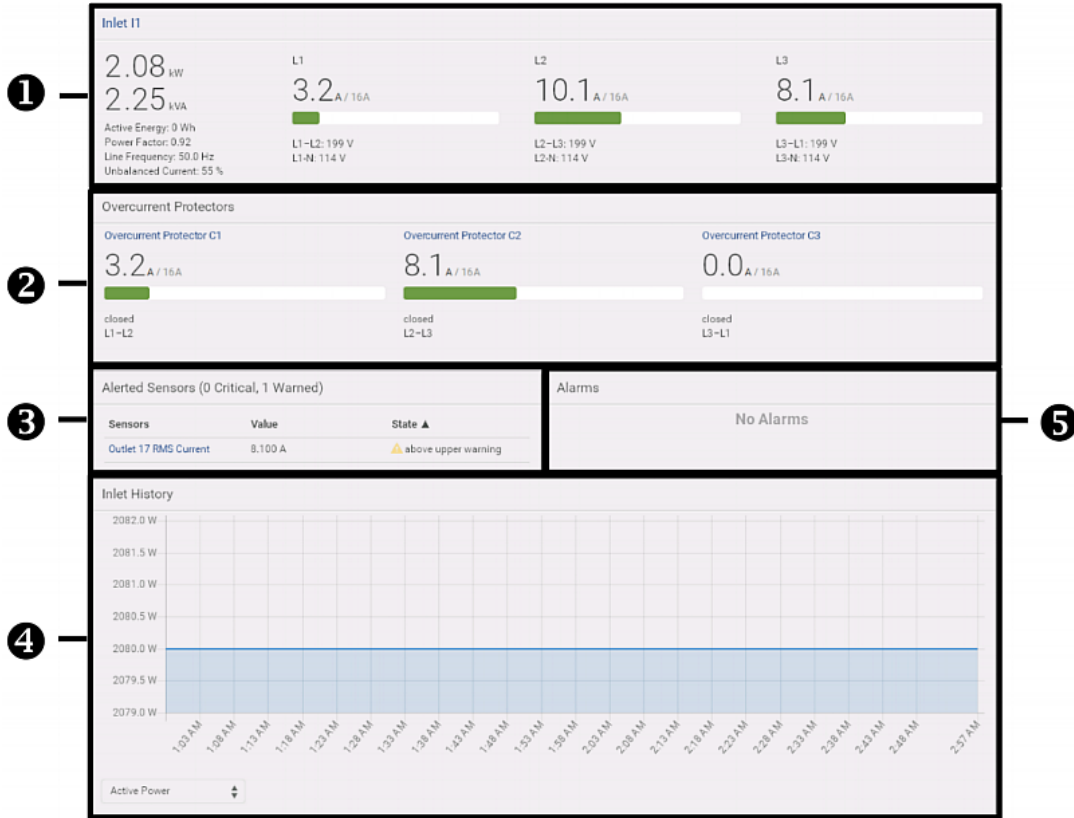 Inlet I1
1
2.08 kW
2.25 kVA
Active Energy: 0 Wh
Power Factor: 0.92
Line Frequency: 50.0 Hz
Unbalanced Current: 55 %
L1
3.2 A / 16A
L1-L2: 199 V
L1-N: 114 V
L2
10.1 A / 16A
L2-L3: 199 V
L2-N: 114 V
L3
8.1 A / 16A
L3-L1: 199 V
L3-N: 114 V
2
Overcurrent Protectors
Overcurrent Protector C1
3.2 A / 16A
closed
L1-L2
Overcurrent Protector C2
8.1 A / 16A
closed
L2-L3
Overcurrent Protector C3
0.0 A / 16A
closed
L3-L1
3
Alerted Sensors (0 Critical, 1 Warned)
Sensors Value State ▲
Outlet 17 RMS Current 8.100 A above upper warning
Alarms
No Alarms
5
4
Inlet History
2082.0 W
2081.5 W
2081.0 W
2080.5 W
2080.0 W
2079.5 W
2079.0 W
1:03 AM 1:08 AM 1:13 AM 1:18 AM 1:23 AM 1:28 AM 1:33 AM 1:38 AM 1:43 AM 1:48 AM 1:53 AM 1:58 AM 2:03 AM 2:08 AM 2:13 AM 2:18 AM 2:23 AM 2:28 AM 2:33 AM 2:38 AM 2:43 AM 2:48 AM 2:57 AM
Active Power